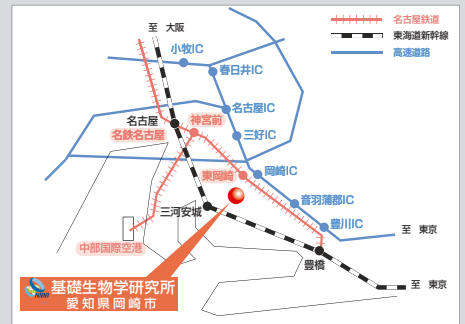 至 大阪
名古屋鉄道
東海道新幹線
高速道路
小牧IC
春日井IC
名古屋IC
名古屋
神宮前
名鉄名古屋
三好IC
東岡崎
岡崎IC
音羽蒲郡IC
三河安城
豊川IC
至 東京
中部国際空港
豊橋
至 東京
NIBB
基礎生物学研究所
愛知県岡崎市